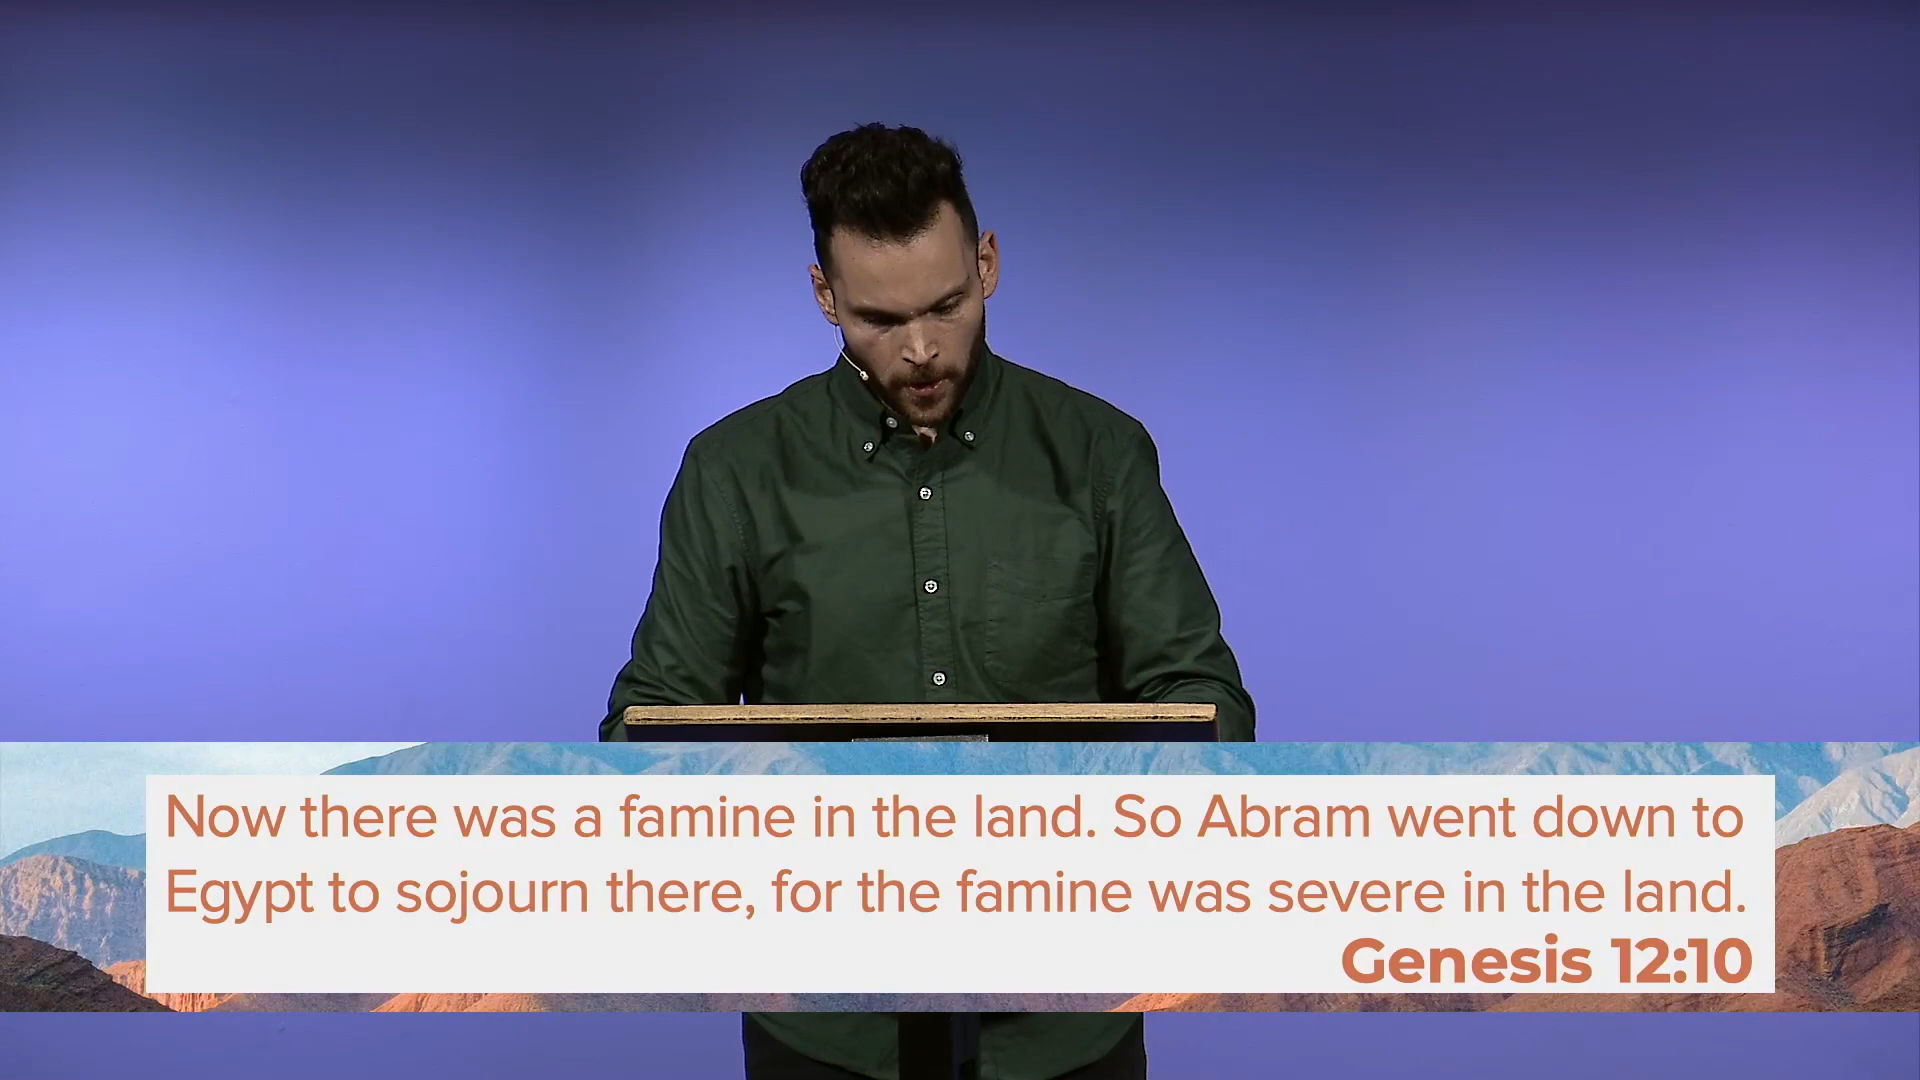 Now there was a famine in the land. So Abram went down to
Egypt to sojourn there, for the famine was severe in the land.
Genesis 12:10